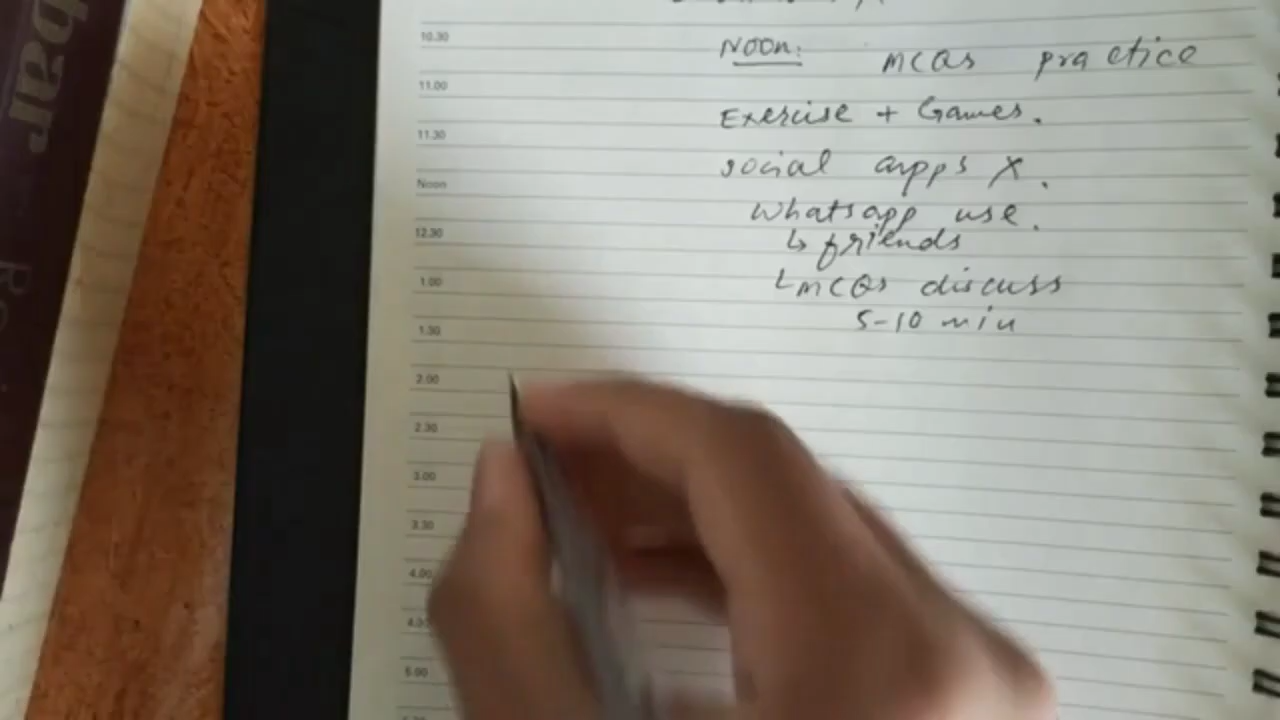 bar
10.30
NOON: MCQs practice
11.00
Exercise + Games.
11.30
social apps X.
Noon
Whatsapp use.
12.30
↳ friends
1.00
↳ MCQs discuss
5-10 min
1.30
2.00
2.30
3.00
3.30
4.00
5.00